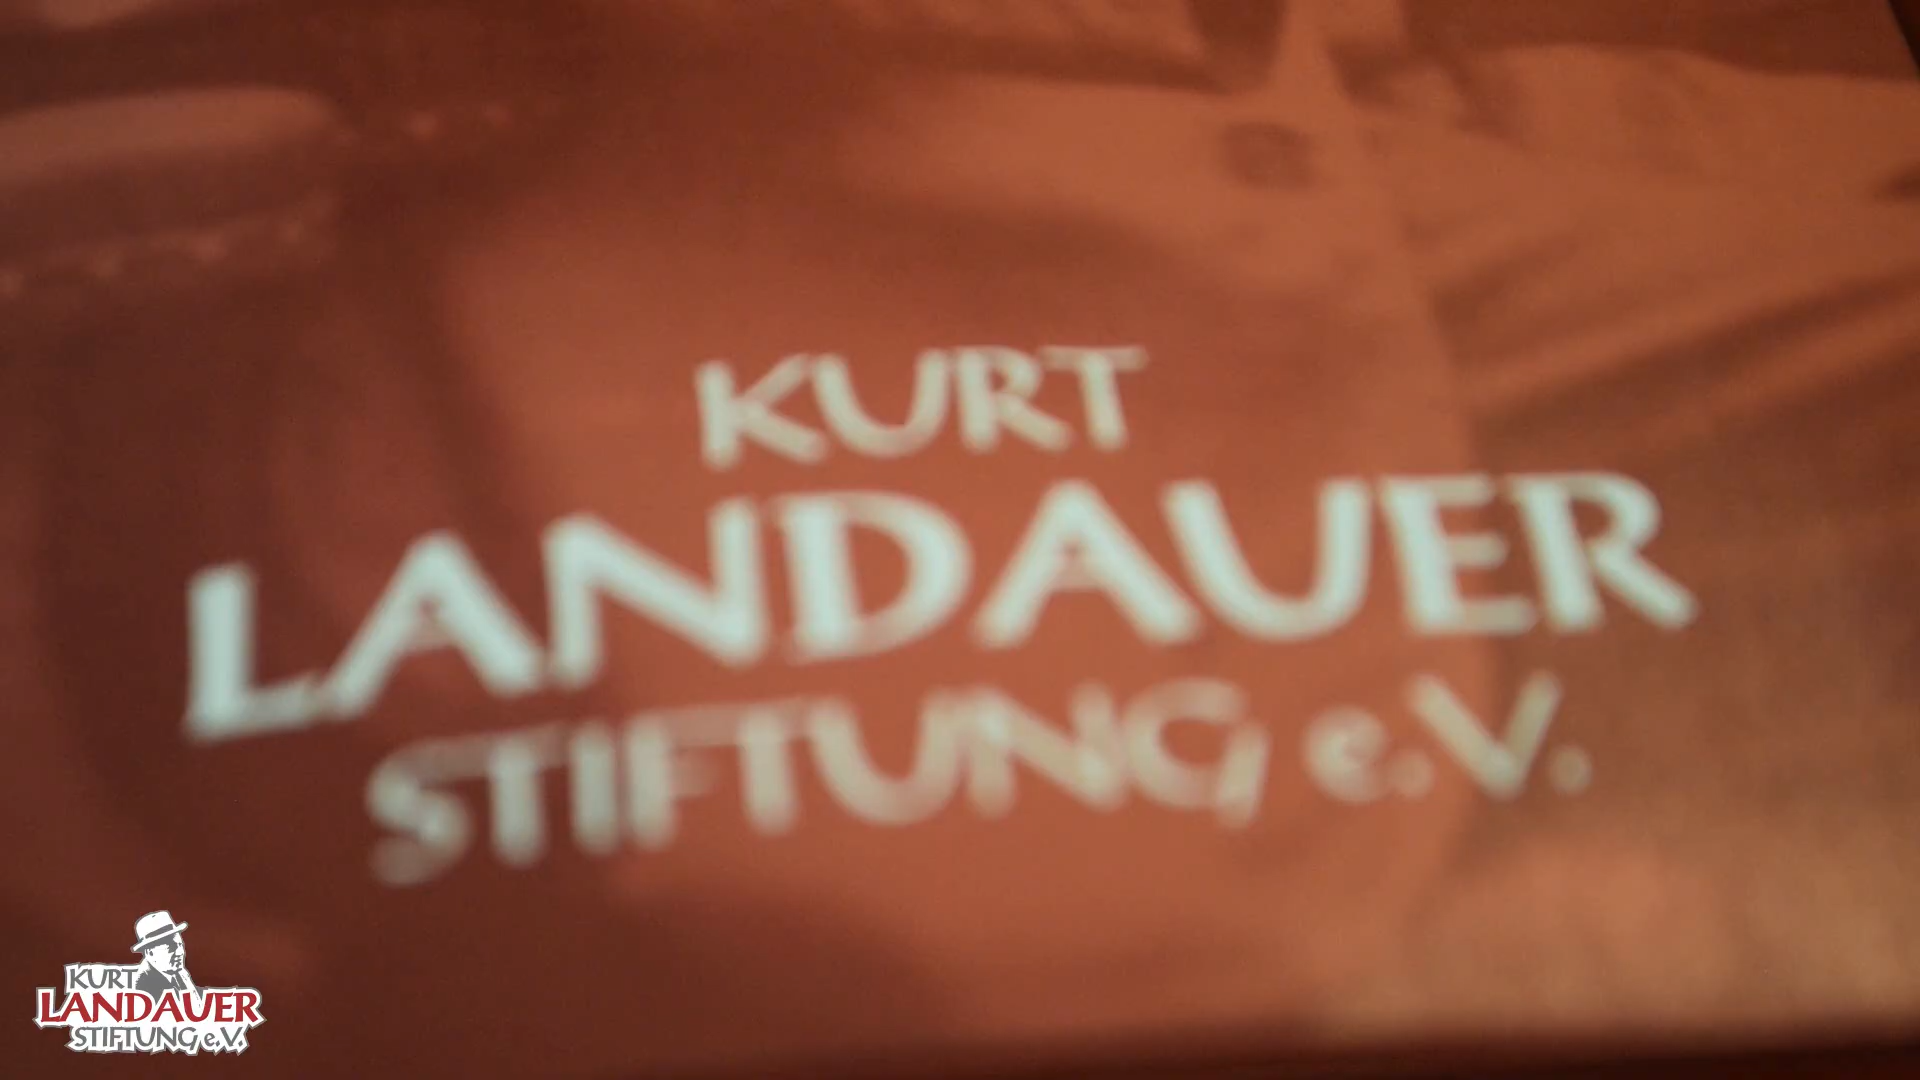 KURT
LANDAUER
STIFTUNG e.V.
KURT
LANDAUER
STIFTUNG e.V.